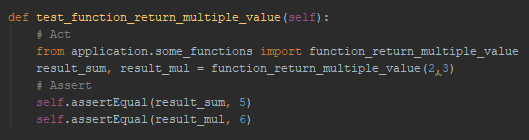 def test_function_return_multiple_value(self):
    # Act
    from application.some_functions import function_return_multiple_value
    result_sum, result_mul = function_return_multiple_value(2,3)
    # Assert
    self.assertEqual(result_sum, 5)
    self.assertEqual(result_mul, 6)